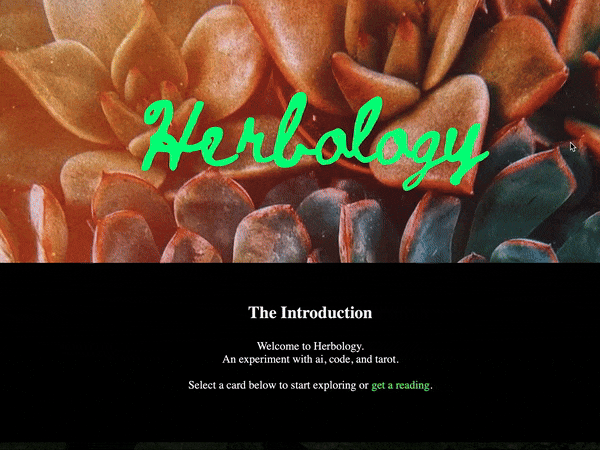 Herbology
The Introduction
Welcome to Herbology.
An experiment with ai, code, and tarot.
Select a card below to start exploring or get a reading.